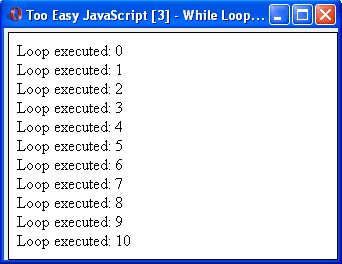 Too Easy JavaScript [3] - While Loop...
Loop executed: 0
Loop executed: 1
Loop executed: 2
Loop executed: 3
Loop executed: 4
Loop executed: 5
Loop executed: 6
Loop executed: 7
Loop executed: 8
Loop executed: 9
Loop executed: 10